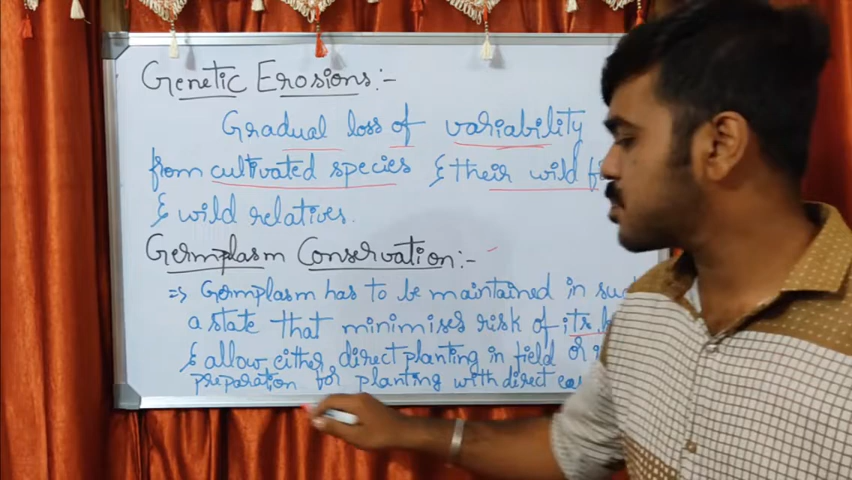 Genetic Erosions:-
Gradual loss of variability
from cultivated species & their wild
& wild relatives.
Germplasm Conservation:-
=> Germplasm has to be maintained in
a state that minimises risk of its
& allow either direct planting in field or
preparation for planting with direct